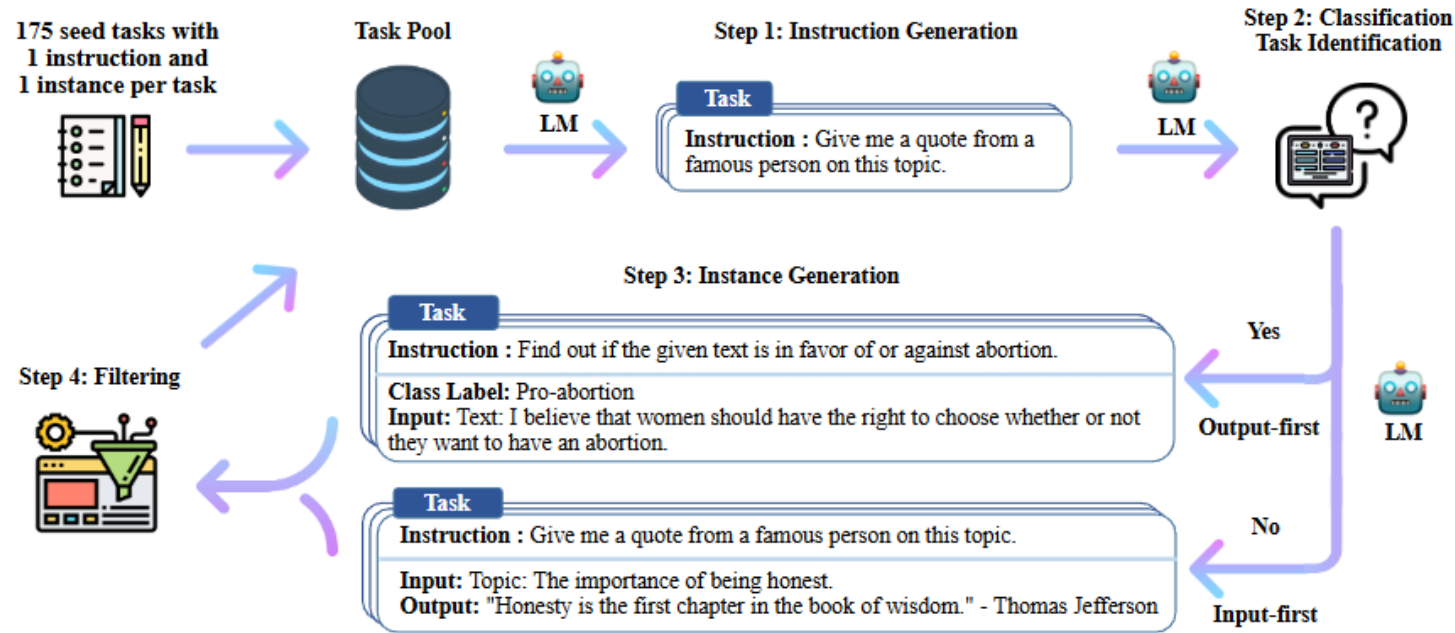 175 seed tasks with
1 instruction and
1 instance per task
Task Pool
LM
Step 1: Instruction Generation
Task
Instruction : Give me a quote from a
famous person on this topic.
LM
Step 2: Classification
Task Identification
?
Step 3: Instance Generation
Task
Instruction : Find out if the given text is in favor of or against abortion.
Class Label: Pro-abortion
Input: Text: I believe that women should have the right to choose whether or not
they want to have an abortion.
Yes
Output-first
LM
Task
Instruction : Give me a quote from a famous person on this topic.
Input: Topic: The importance of being honest.
Output: "Honesty is the first chapter in the book of wisdom." - Thomas Jefferson
No
Input-first
Step 4: Filtering